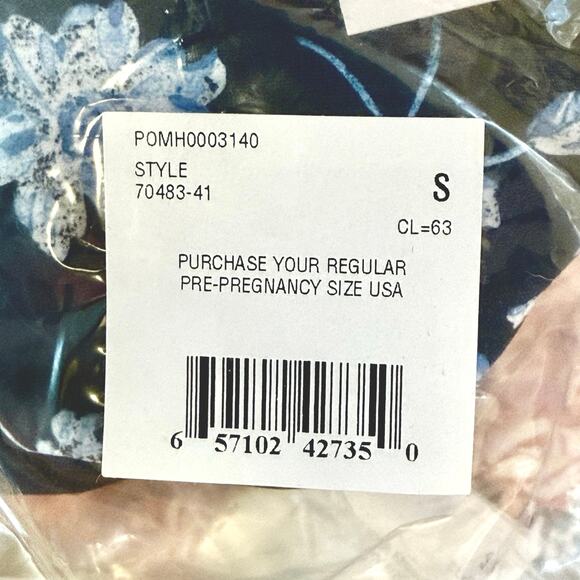 POMH0003140
STYLE
70483-41
S
CL=63
PURCHASE YOUR REGULAR
PRE-PREGNANCY SIZE USA
6 57102 42735 0